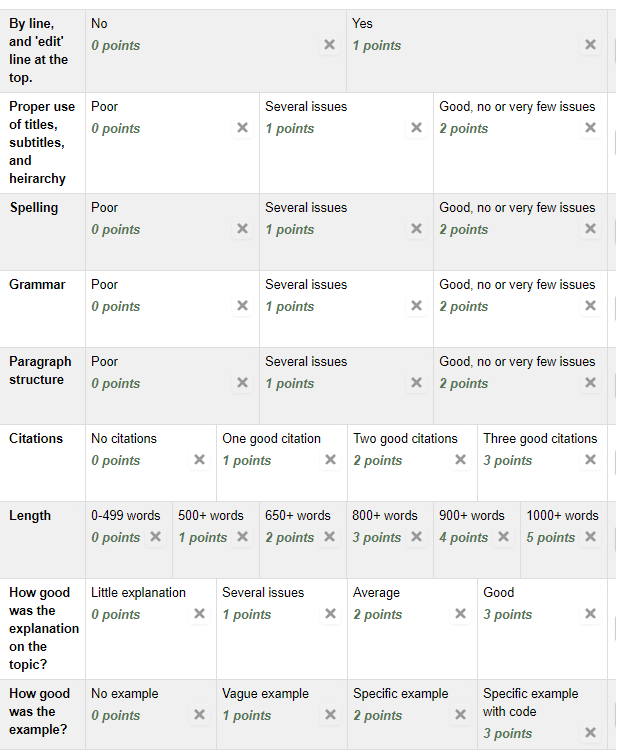 By line, and 'edit' line at the top.
No
0 points
Yes
1 points
Proper use of titles, subtitles, and heirarchy
Poor
0 points
Several issues
1 points
Good, no or very few issues
2 points
Spelling
Poor
0 points
Several issues
1 points
Good, no or very few issues
2 points
Grammar
Poor
0 points
Several issues
1 points
Good, no or very few issues
2 points
Paragraph structure
Poor
0 points
Several issues
1 points
Good, no or very few issues
2 points
Citations
No citations
0 points
One good citation
1 points
Two good citations
2 points
Three good citations
3 points
Length
0-499 words
0 points
500+ words
1 points
650+ words
2 points
800+ words
3 points
900+ words
4 points
1000+ words
5 points
How good was the explanation on the topic?
Little explanation
0 points
Several issues
1 points
Average
2 points
Good
3 points
How good was the example?
No example
0 points
Vague example
1 points
Specific example
2 points
Specific example with code
3 points